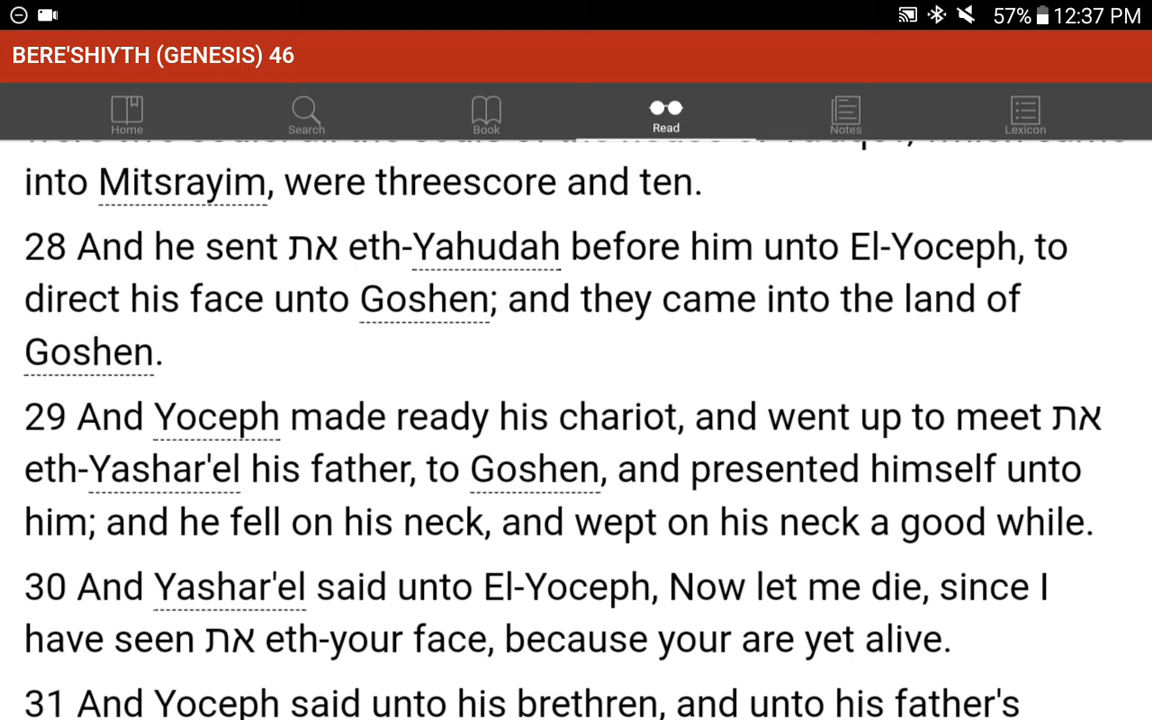 57% 12:37 PM
BERE'SHIYTH (GENESIS) 46
Home Search Book Read Notes Lexicon
into Mitsrayim, were threescore and ten.
28 And he sent את eth-Yahudah before him unto El-Yoceph, to
direct his face unto Goshen; and they came into the land of
Goshen.
29 And Yoceph made ready his chariot, and went up to meet את
eth-Yashar'el his father, to Goshen, and presented himself unto
him; and he fell on his neck, and wept on his neck a good while.
30 And Yashar'el said unto El-Yoceph, Now let me die, since I
have seen את eth-your face, because your are yet alive.
31 And Yoceph said unto his brethren, and unto his father's